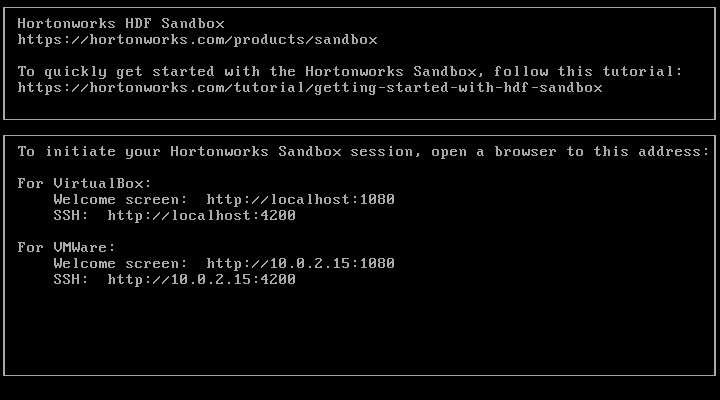 Hortonworks HDF Sandbox
https://hortonworks.com/products/sandbox
To quickly get started with the Hortonworks Sandbox, follow this tutorial:
https://hortonworks.com/tutorial/getting-started-with-hdf-sandbox
To initiate your Hortonworks Sandbox session, open a browser to this address:
For VirtualBox:
Welcome screen:  http://localhost:1080
SSH:  http://localhost:4200
For VMWare:
Welcome screen:  http://10.0.2.15:1080
SSH:  http://10.0.2.15:4200